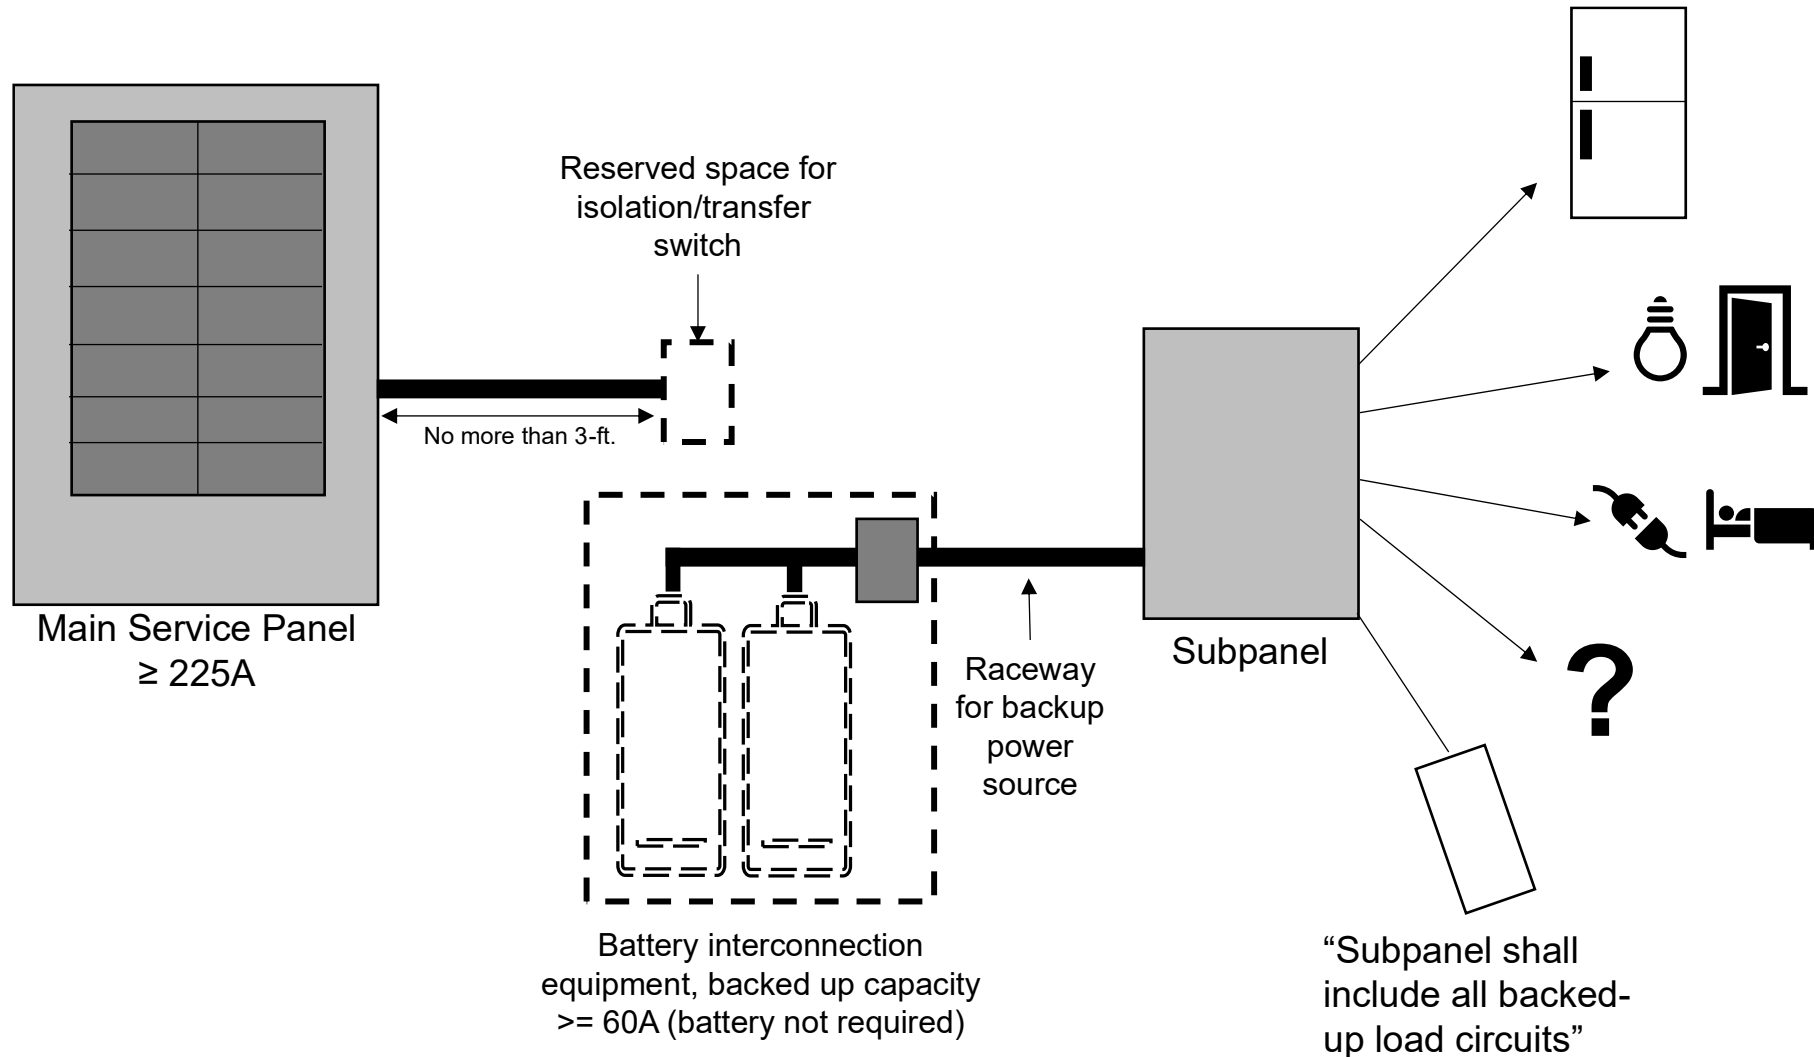 Reserved space for
isolation/transfer
switch
No more than 3-ft.
Main Service Panel
≥ 225A
Subpanel
Raceway
for backup
power
source
?
Battery interconnection
equipment, backed up capacity
>= 60A (battery not required)
“Subpanel shall
include all backed-
up load circuits”